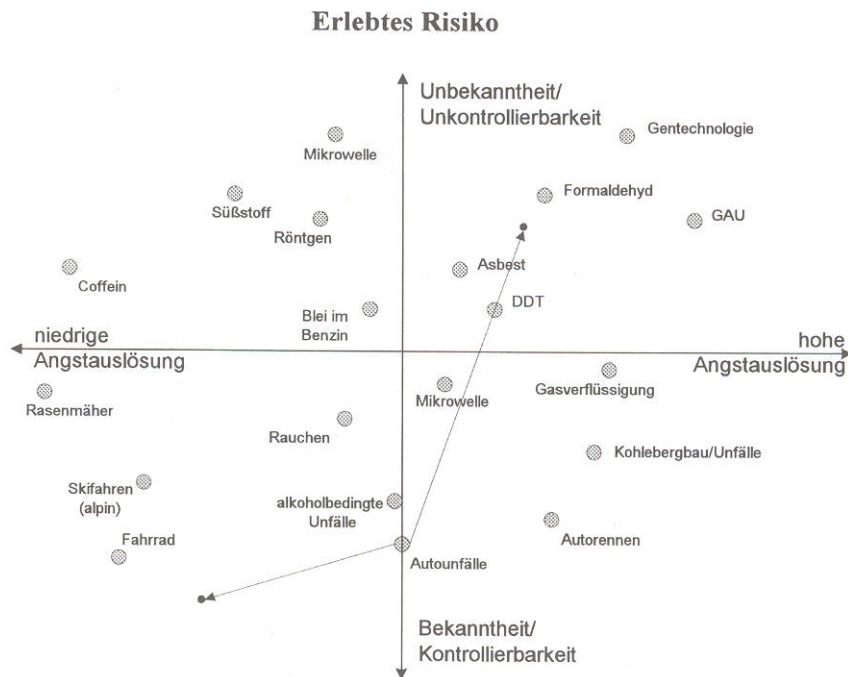 Erlebtes Risiko
Unbekanntheit/
Unkontrollierbarkeit
Gentechnologie
Mikrowelle
Formaldehyd
Süßstoff
GAU
Röntgen
Asbest
Coffein
DDT
Blei im
Benzin
niedrige
Angstauslösung
hohe
Angstauslösung
Gasverflüssigung
Mikrowelle
Rasenmäher
Rauchen
Kohlebergbau/Unfälle
Skifahren
(alpin)
alkoholbedingte
Unfälle
Fahrrad
Autorennen
Autounfälle
Bekanntheit/
Kontrollierbarkeit